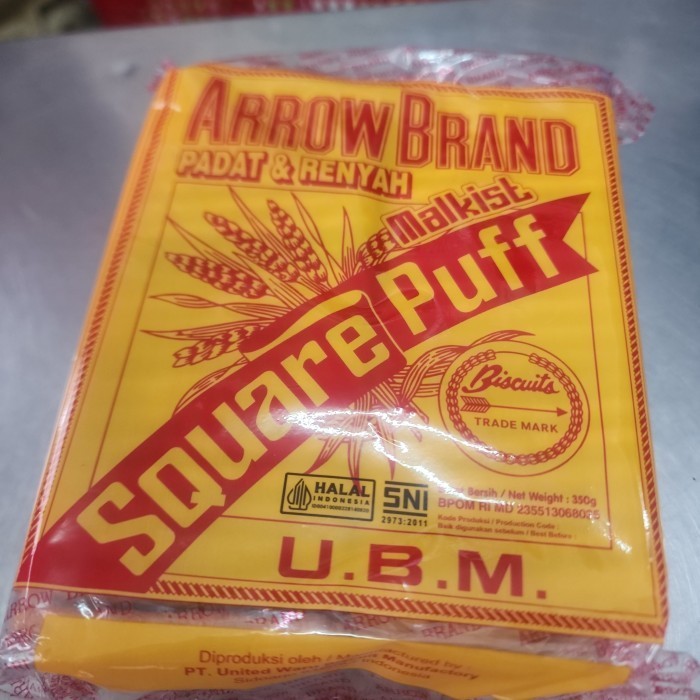 ARROW BRAND
PADAT & RENYAH
Malkist
Square Puff
Biscuits
TRADE MARK
HALAL
INDONESIA
SNI
2973:2011
Bersih / Net Weight : 350g
BPOM RI MD
Kode Produksi / Production Code :
Baik digunakan sebelum / Best Before :
U.B.M.
Diproduksi oleh /
PT. United